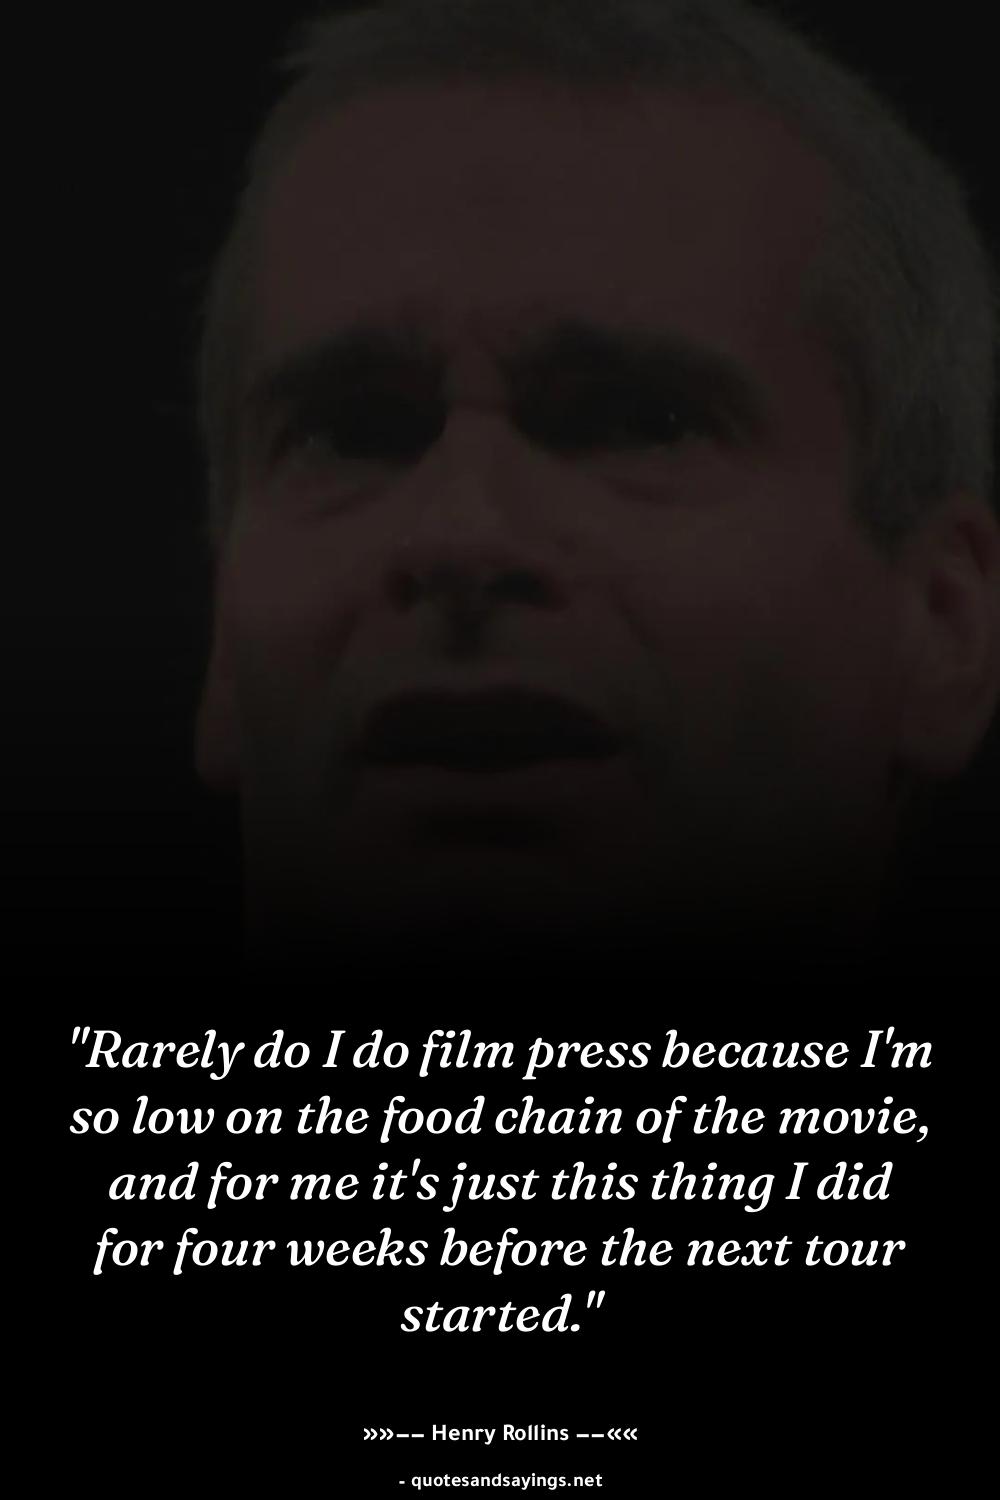 "Rarely do I do film press because I'm
so low on the food chain of the movie,
and for me it's just this thing I did
for four weeks before the next tour
started."
»»–– Henry Rollins ––««
- quotesandsayings.net